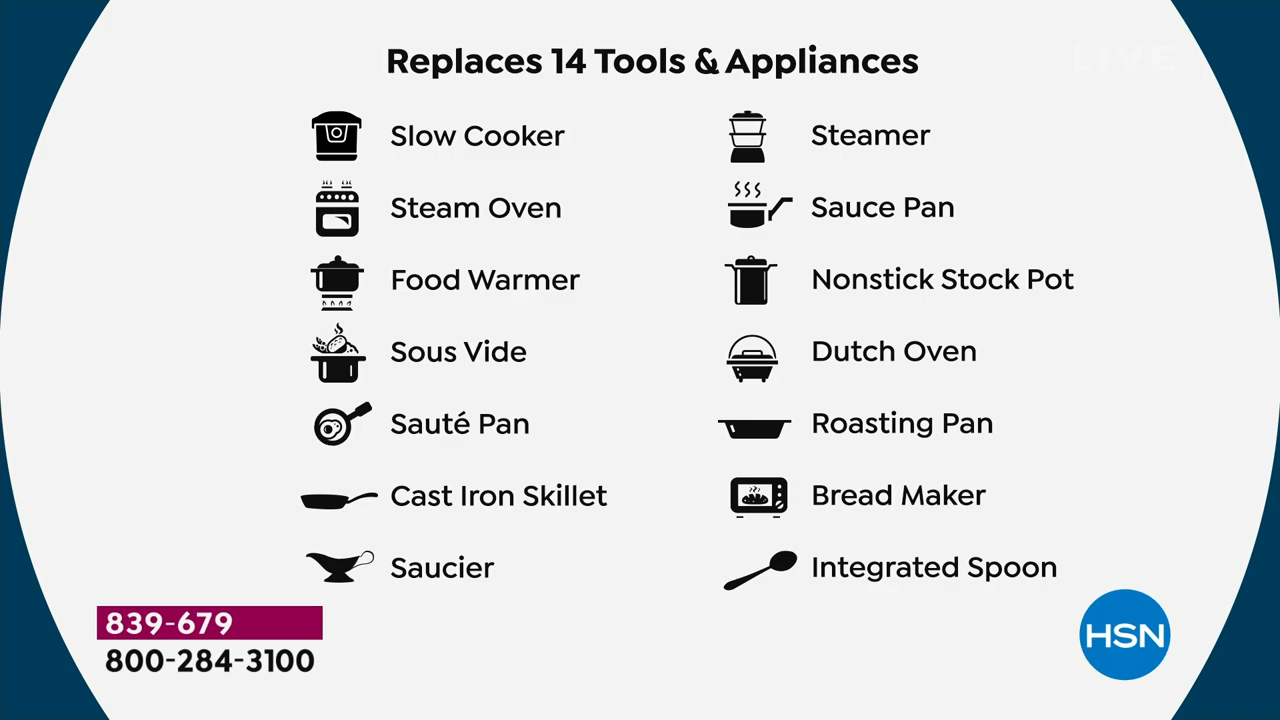 LIVE
Replaces 14 Tools & Appliances
Slow Cooker
Steam Oven
Food Warmer
Sous Vide
Sauté Pan
Cast Iron Skillet
Saucier
Steamer
Sauce Pan
Nonstick Stock Pot
Dutch Oven
Roasting Pan
Bread Maker
Integrated Spoon
839-679
800-284-3100
HSN